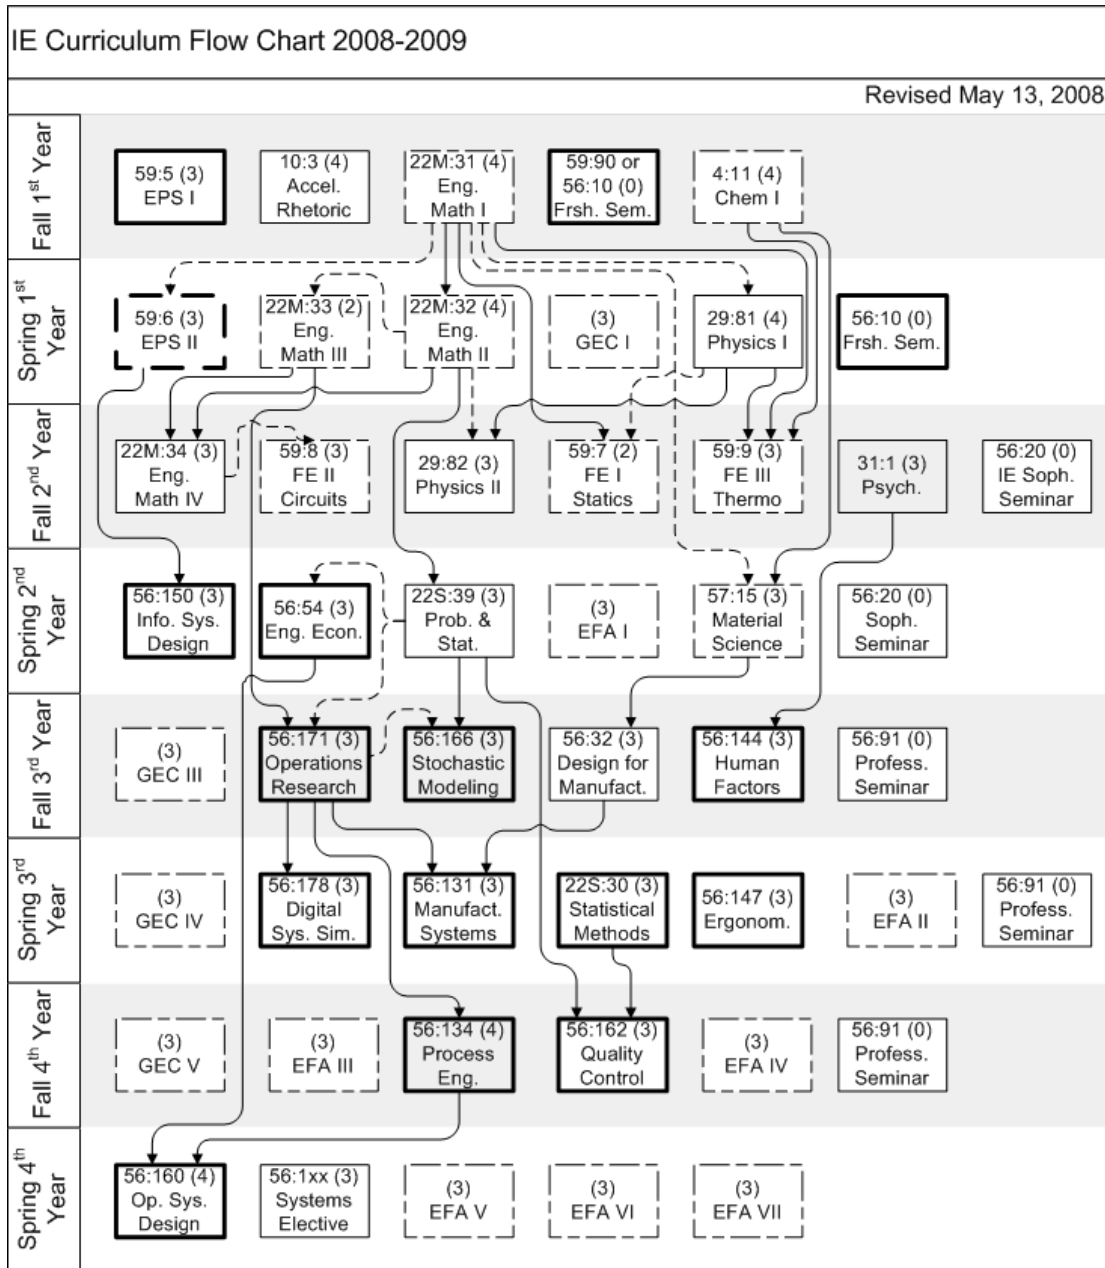 IE Curriculum Flow Chart 2008-2009
Revised May 13, 2008
Fall 1st Year
59:5 (3)
EPS I
10:3 (4)
Accel.
Rhetoric
22M:31 (4)
Eng.
Math I
59:90 or
56:10 (0)
Frsh. Sem.
4:11 (4)
Chem I
Spring 1st
Year
59:6 (3)
EPS II
22M:33 (2)
Eng.
Math III
22M:32 (4)
Eng.
Math II
(3)
GEC I
29:81 (4)
Physics I
56:10 (0)
Frsh. Sem.
Fall 2nd Year
22M:34 (3)
Eng.
Math IV
59:8 (3)
FE II
Circuits
29:82 (3)
Physics II
59:7 (2)
FE I
Statics
59:9 (3)
FE III
Thermo
31:1 (3)
Psych.
56:20 (0)
IE Soph.
Seminar
Spring 2nd
Year
56:150 (3)
Info. Sys.
Design
56:54 (3)
Eng. Econ.
22S:39 (3)
Prob. &
Stat.
(3)
EFA I
57:15 (3)
Material
Science
56:20 (0)
Soph.
Seminar
Fall 3rd Year
(3)
GEC III
56:171 (3)
Operations
Research
56:166 (3)
Stochastic
Modeling
56:32 (3)
Design for
Manufact.
56:144 (3)
Human
Factors
56:91 (0)
Profess.
Seminar
Spring 3rd
Year
(3)
GEC IV
56:178 (3)
Digital
Sys. Sim.
56:131 (3)
Manufact.
Systems
22S:30 (3)
Statistical
Methods
56:147 (3)
Ergonom.
(3)
EFA II
56:91 (0)
Profess.
Seminar
Fall 4th Year
(3)
GEC V
(3)
EFA III
56:134 (4)
Process
Eng.
56:162 (3)
Quality
Control
(3)
EFA IV
56:91 (0)
Profess.
Seminar
Spring 4th
Year
56:160 (4)
Op. Sys.
Design
56:1xx (3)
Systems
Elective
(3)
EFA V
(3)
EFA VI
(3)
EFA VII